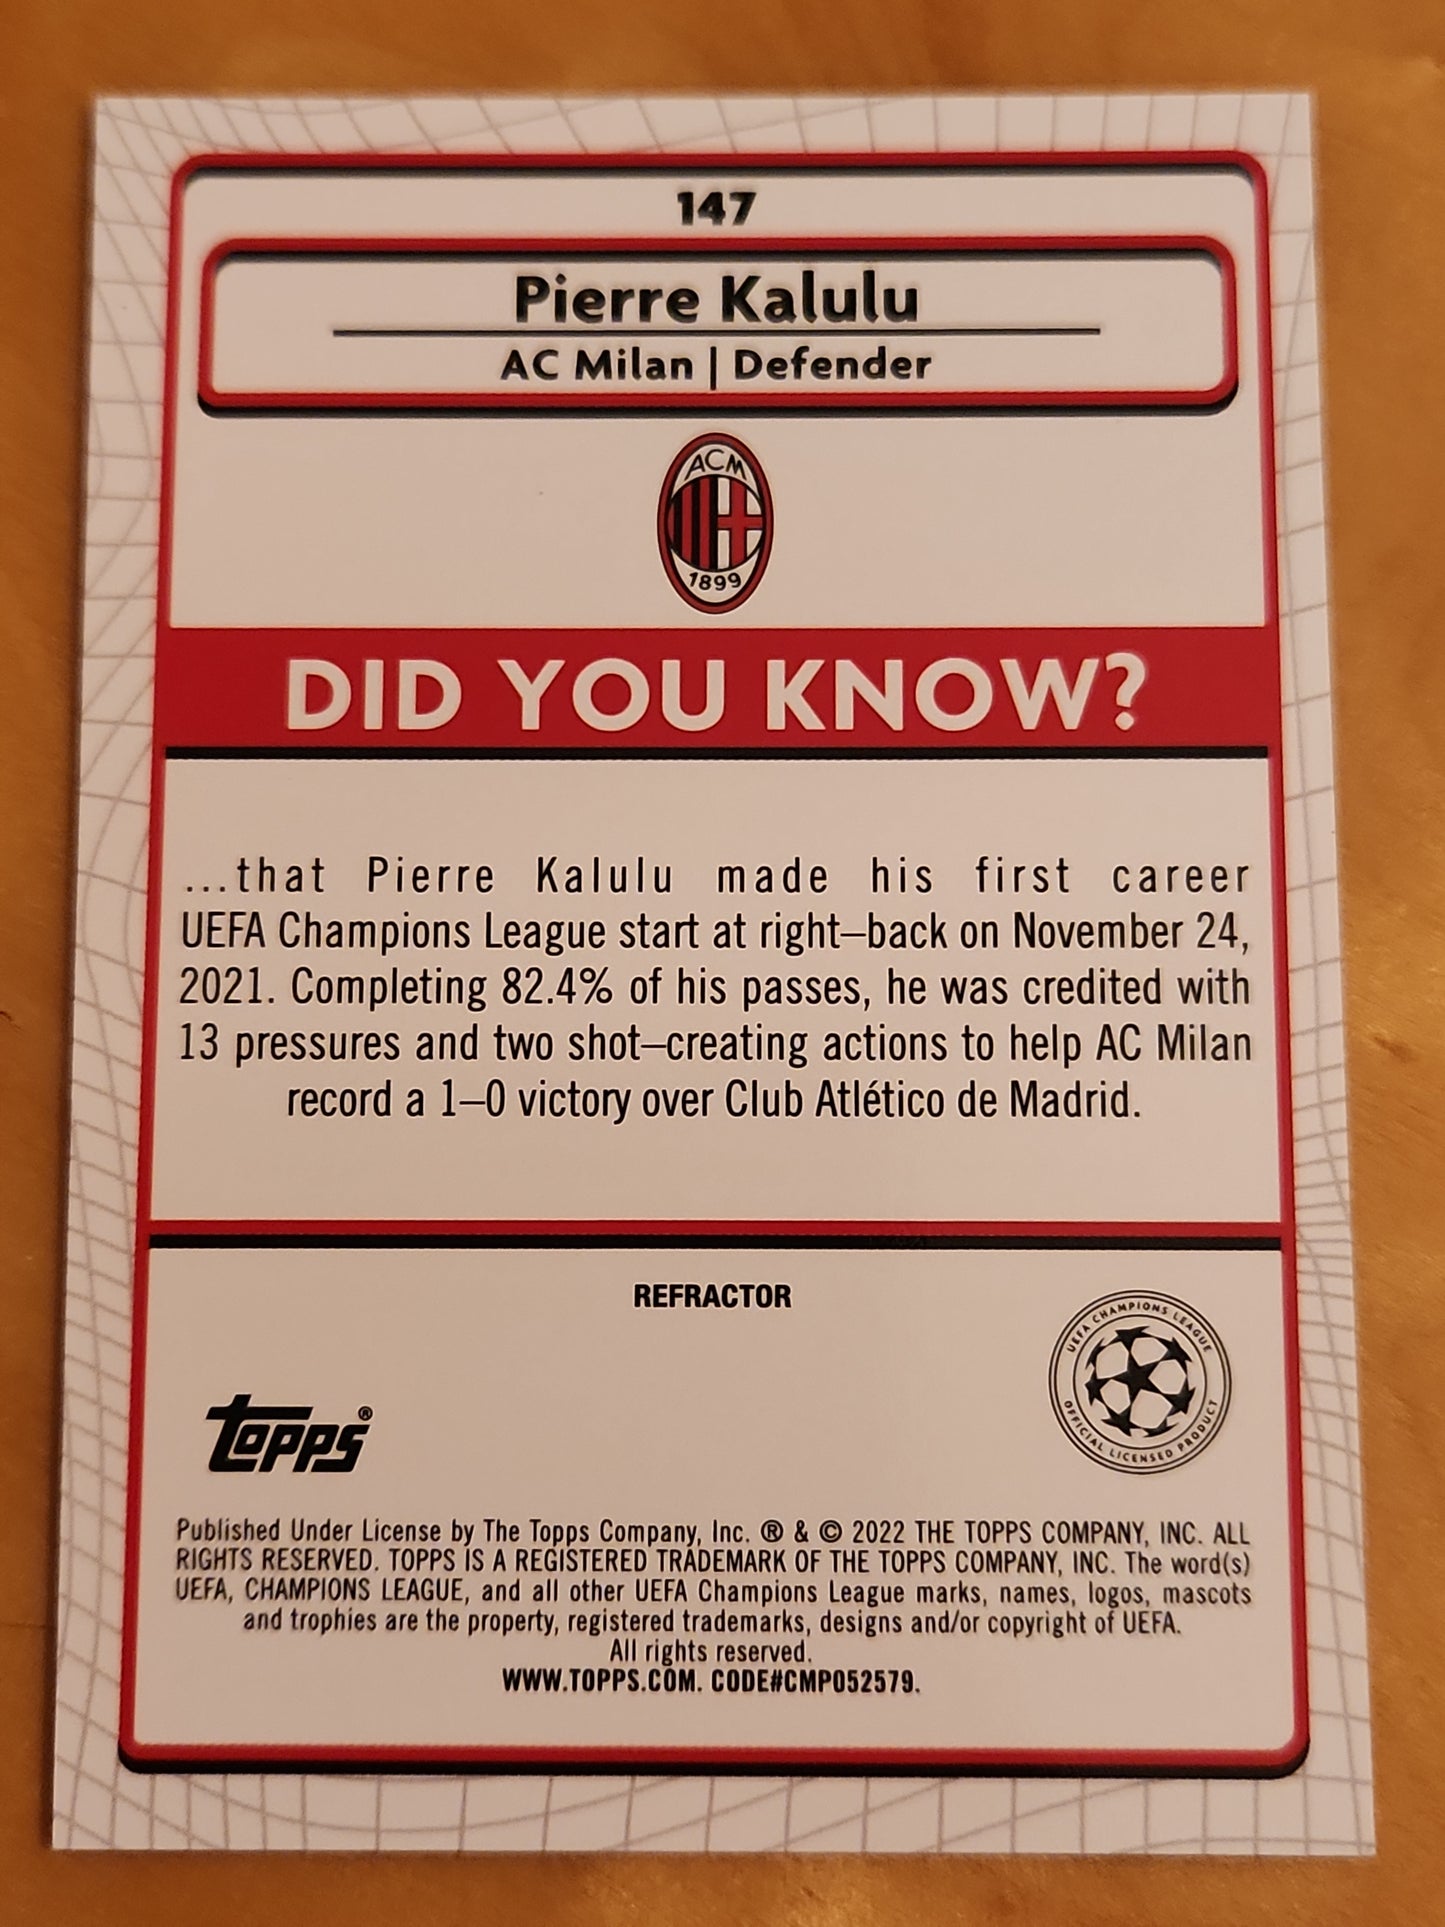 147
Pierre Kalulu
AC Milan | Defender
ACM
1899
DID YOU KNOW?
...that Pierre Kalulu made his first career
UEFA Champions League start at right–back on November 24,
2021. Completing 82.4% of his passes, he was credited with
13 pressures and two shot–creating actions to help AC Milan
record a 1–0 victory over Club Atlético de Madrid.
REFRACTOR
UEFA CHAMPIONS LEAGUE
OFFICIAL LICENSED PRODUCT
topps®
Published Under License by The Topps Company, Inc. ® & © 2022 THE TOPPS COMPANY, INC. ALL
RIGHTS RESERVED. TOPPS IS A REGISTERED TRADEMARK OF THE TOPPS COMPANY, INC. The word(s)
UEFA, CHAMPIONS LEAGUE, and all other UEFA Champions League marks, names, logos, mascots
and trophies are the property, registered trademarks, designs and/or copyright of UEFA.
All rights reserved.
WWW.TOPPS.COM. CODE#CMP052579.